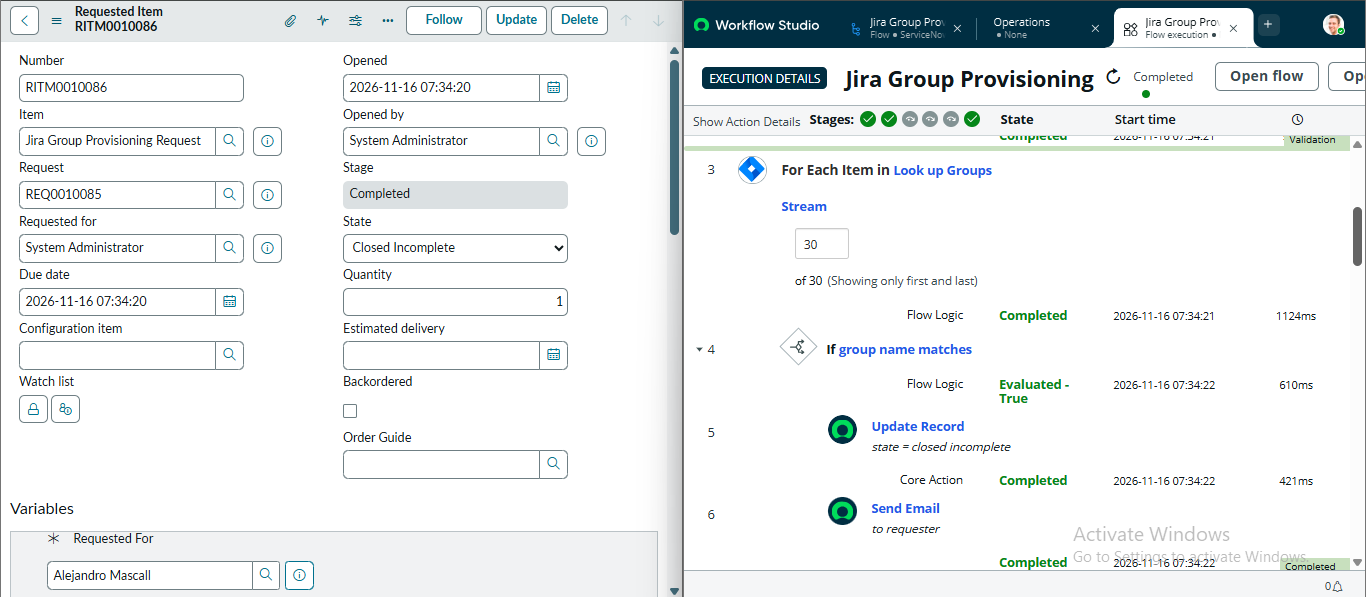 Requested Item
RITM0010086
Follow
Update
Delete
Number
RITM0010086
Opened
2026-11-16 07:34:20
Item
Jira Group Provisioning Request
Opened by
System Administrator
Request
REQ0010085
Stage
Completed
Requested for
System Administrator
State
Closed Incomplete
Due date
2026-11-16 07:34:20
Quantity
1
Configuration item
Estimated delivery
Watch list
Backordered
Order Guide
Variables
Requested For
Alejandro Mascall
Workflow Studio
Jira Group Pro
Flow • ServiceNo
Operations
• None
Jira Group Pro
Flow execution •
EXECUTION DETAILS
Jira Group Provisioning
Completed
Open flow
Op
Show Action Details
Stages:
State
Start time
Completed
2026-11-16 07:34:21
Validation
3
For Each Item in Look up Groups
Stream
30
of 30 (Showing only first and last)
Flow Logic
Completed
2026-11-16 07:34:21
1124ms
4
If group name matches
Flow Logic
Evaluated -
True
2026-11-16 07:34:22
610ms
5
Update Record
state = closed incomplete
Core Action
Completed
2026-11-16 07:34:22
421ms
6
Send Email
to requester
Completed
2026-11-16 07:34:22
Completed
Activate Windows
Go to Settings to activate Windows.
0